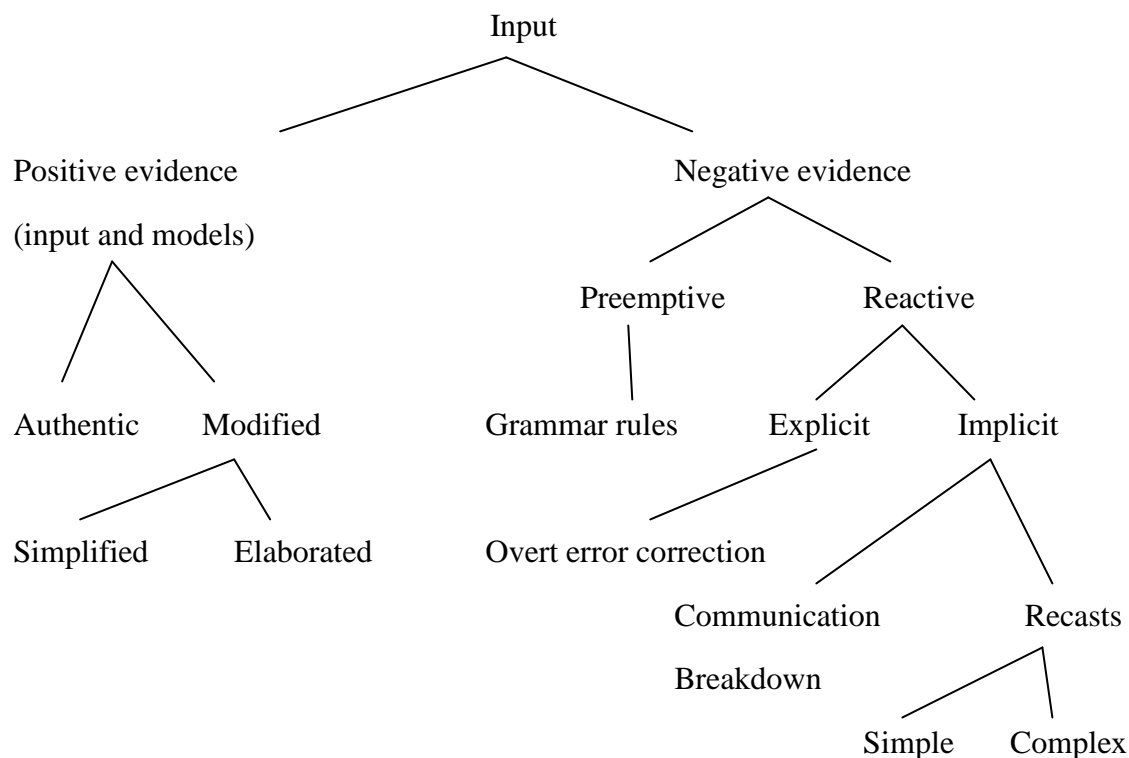 Input
Positive evidence Negative evidence
(input and models)
Preemptive Reactive
Authentic Modified Grammar rules Explicit Implicit
Simplified Elaborated Overt error correction
Communication Recasts
Breakdown
Simple Complex